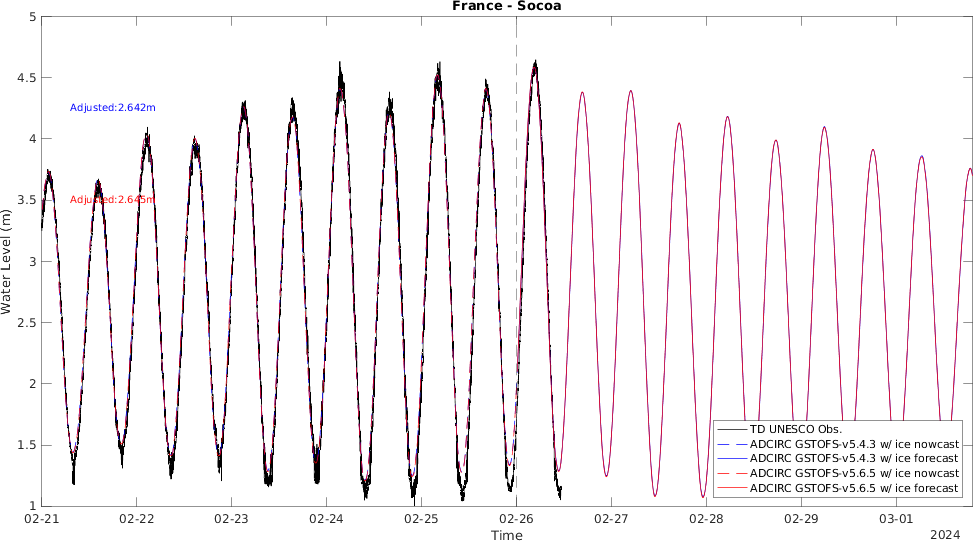 France - Socoa
5
4.5
4
3.5
3
2.5
2
1.5
1
Water Level (m)
Adjusted:2.642m
Adjusted:2.645m
TD UNESCO Obs.
ADCIRC GSTOFS-v5.4.3 w/ ice nowcast
ADCIRC GSTOFS-v5.4.3 w/ ice forecast
ADCIRC GSTOFS-v5.6.5 w/ ice nowcast
ADCIRC GSTOFS-v5.6.5 w/ ice forecast
02-21 02-22 02-23 02-24 02-25 02-26 02-27 02-28 02-29 03-01
Time
2024